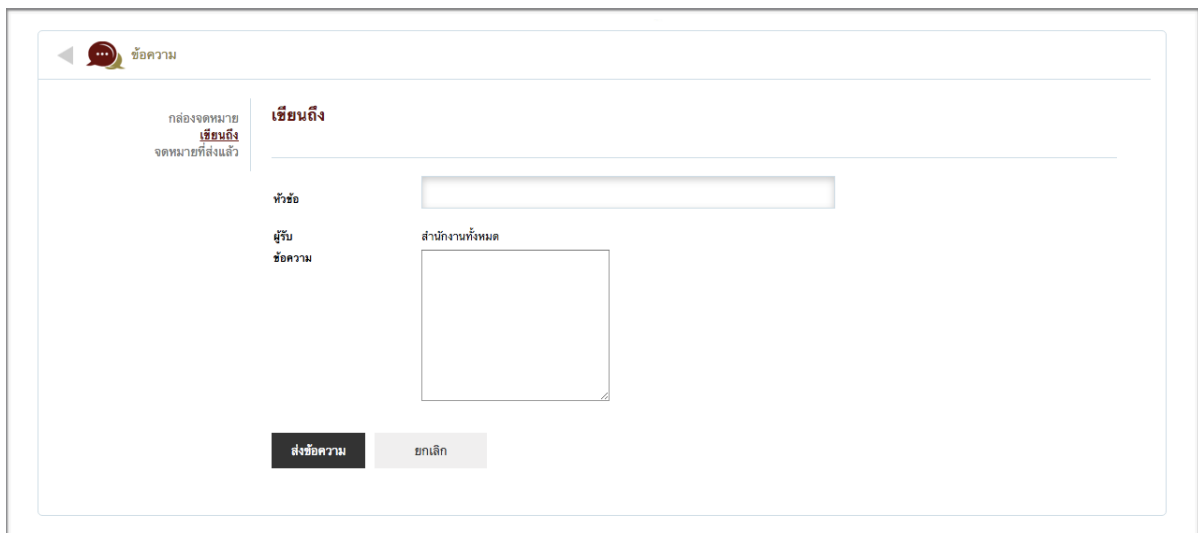 ข้อความ
กล่องจดหมาย
เขียนถึง
จดหมายที่ส่งแล้ว
เขียนถึง
หัวข้อ
ผู้รับ สำนักงานทั้งหมด
ข้อความ
ส่งข้อความ ยกเลิก